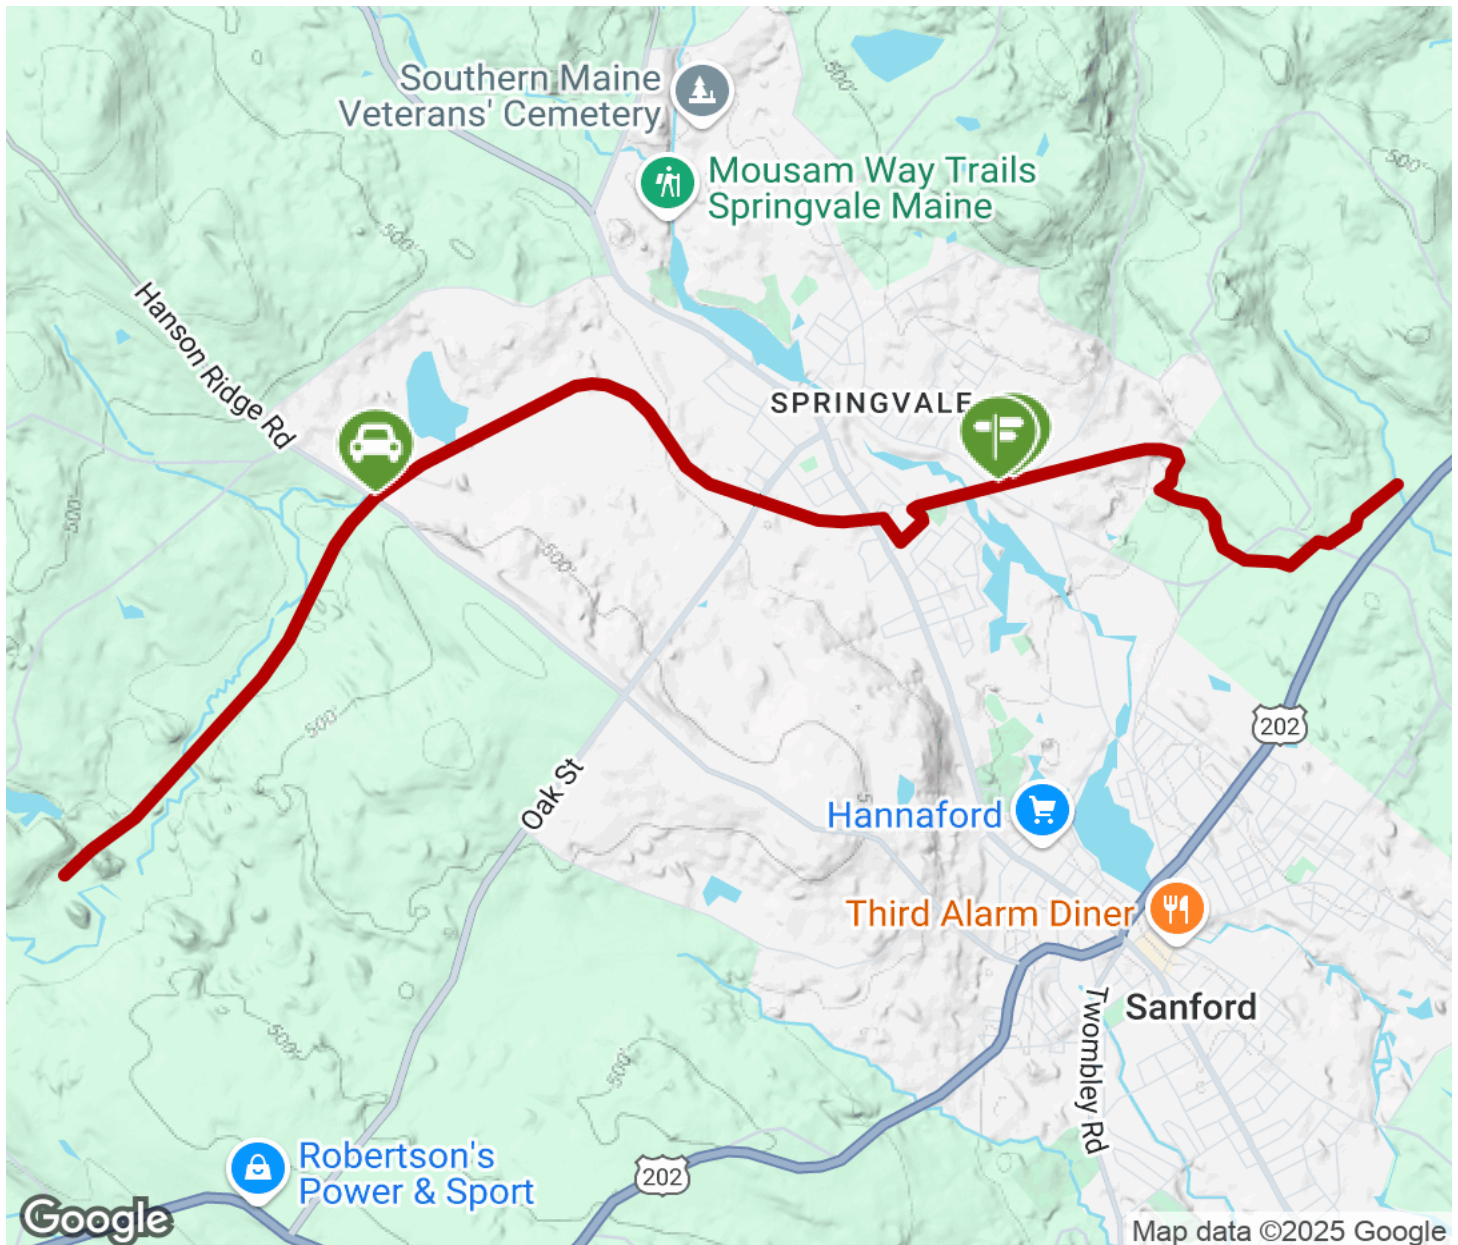 Southern Maine
Veterans' Cemetery
Mousam Way Trails
Springvale Maine
500'
500'
500'
Hanson Ridge Rd
SPRINGVALE
500'
500'
500'
202
Oak St
Hannaford
Third Alarm Diner
Sanford
Twombley Rd
500'
500'
Robertson's
Power & Sport
202
Google
Map data ©2025 Google